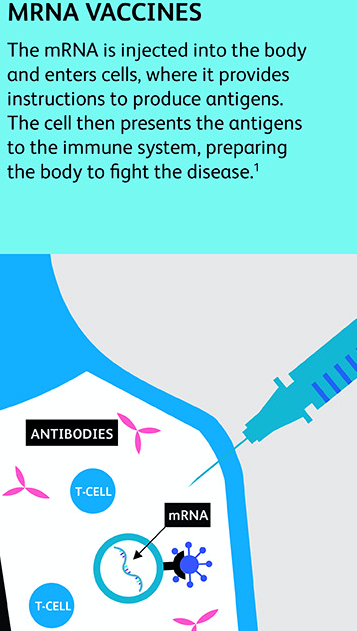 MRNA VACCINES
The mRNA is injected into the body
and enters cells, where it provides
instructions to produce antigens.
The cell then presents the antigens
to the immune system, preparing
the body to fight the disease.¹
ANTIBODIES
T-CELL
mRNA
T-CELL